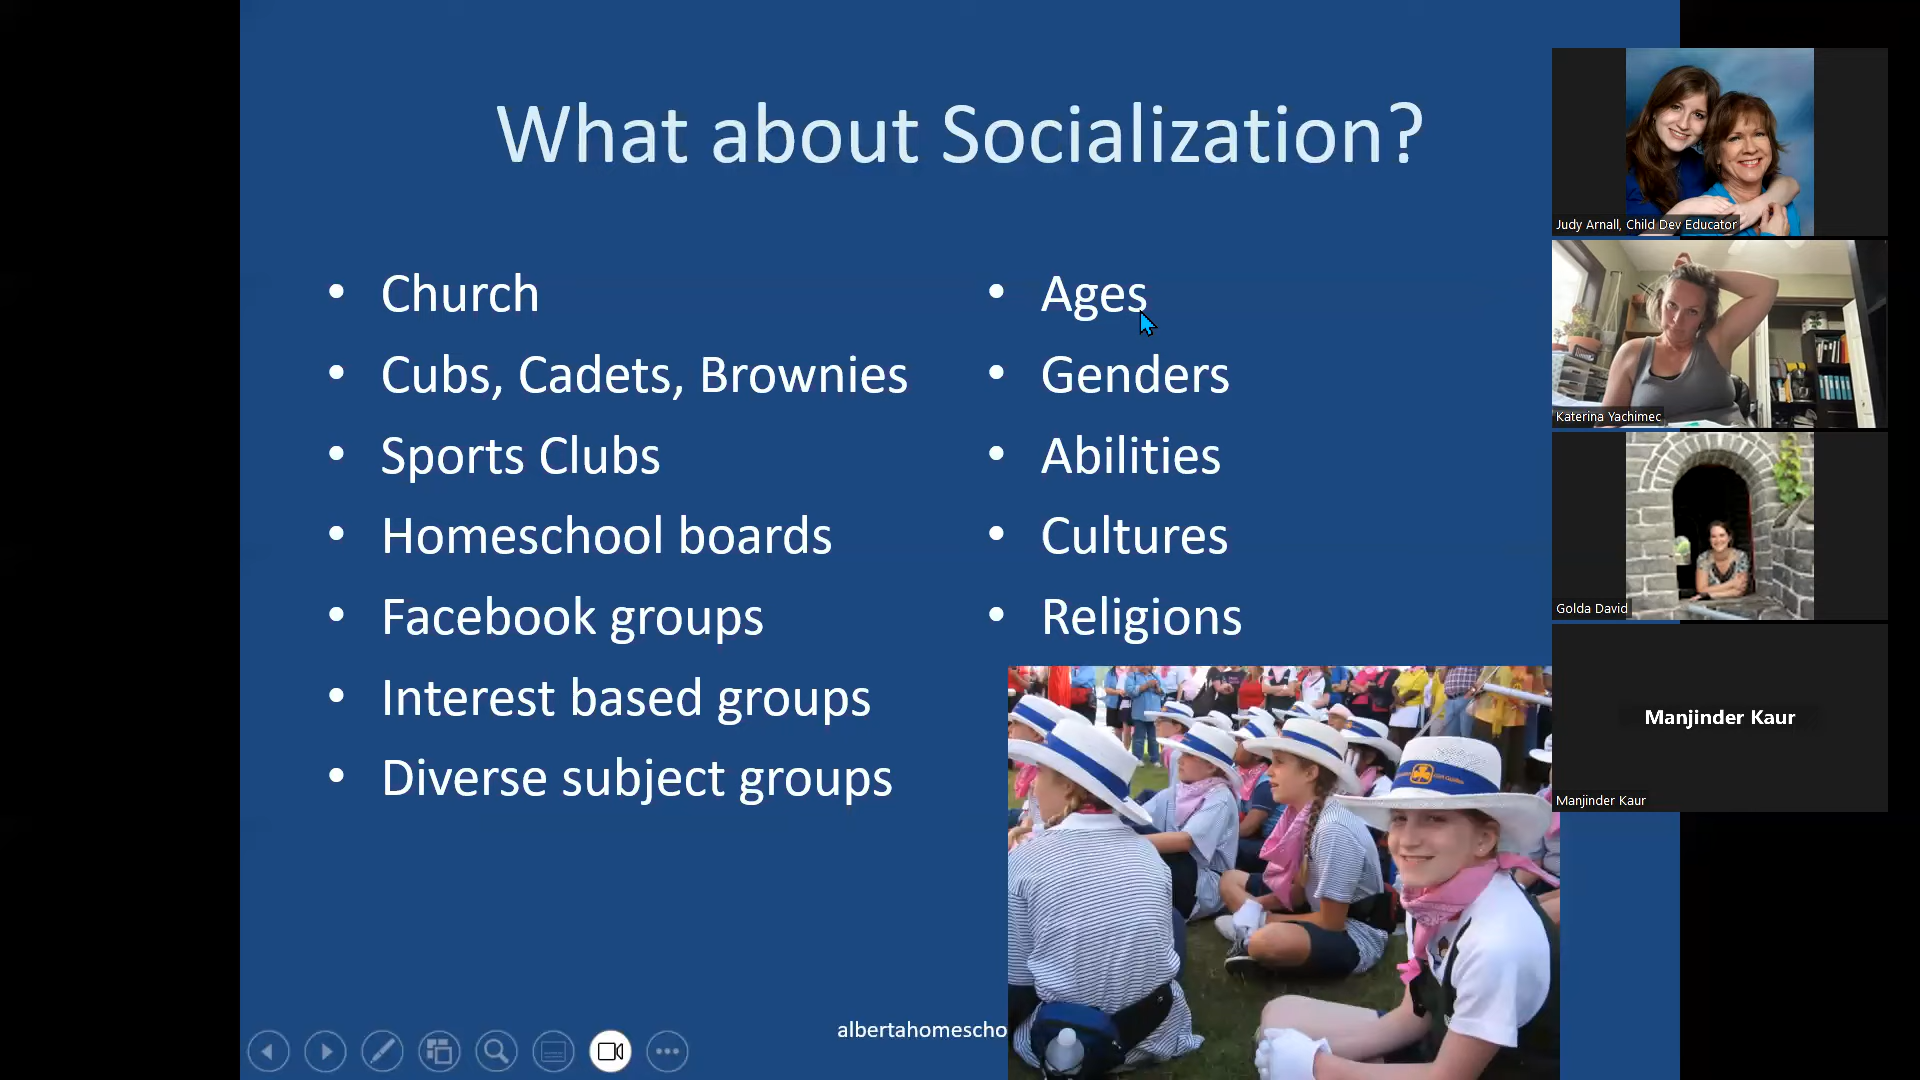 What about Socialization?
• Church
• Cubs, Cadets, Brownies
• Sports Clubs
• Homeschool boards
• Facebook groups
• Interest based groups
• Diverse subject groups
• Ages
• Genders
• Abilities
• Cultures
• Religions
albertahomescho
Judy Arnall, Child Dev Educator
Katerina Yachimec
Golda David
Manjinder Kaur
Manjinder Kaur